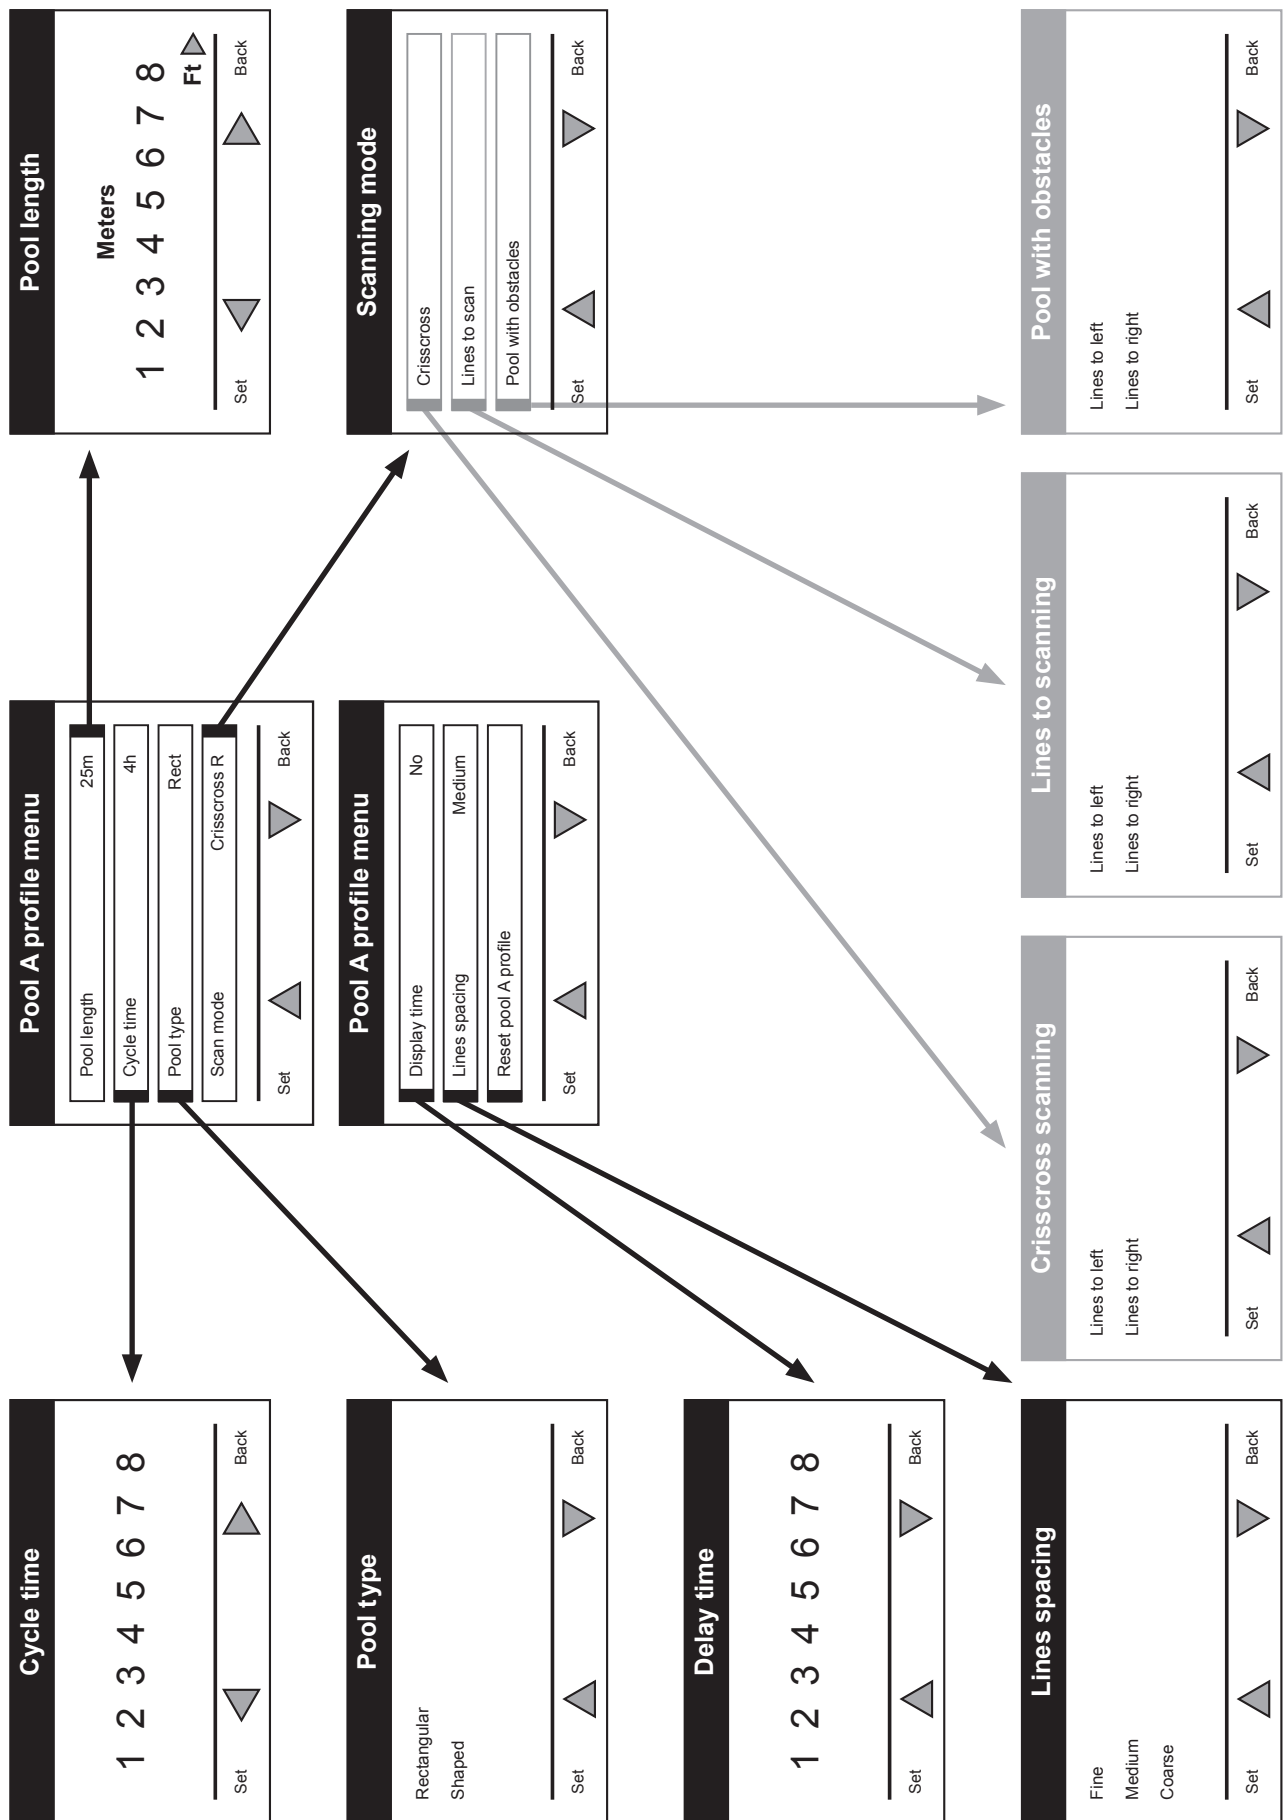 Cycle time
1 2 3 4 5 6 7 8
Set Back
Pool A profile menu
Pool length 25m
Cycle time 4h
Pool type Rect
Scan mode Crisscross R
Set Back
Pool length
Meters
1 2 3 4 5 6 7 8
Ft
Set Back
Pool type
Rectangular
Shaped
Set Back
Pool A profile menu
Display time No
Lines spacing Medium
Reset pool A profile
Set Back
Scanning mode
Crisscross
Lines to scan
Pool with obstacles
Set Back
Delay time
1 2 3 4 5 6 7 8
Set Back
Lines spacing
Fine
Medium
Coarse
Set Back
Crisscross scanning
Lines to left
Lines to right
Set Back
Lines to scanning
Lines to left
Lines to right
Set Back
Pool with obstacles
Lines to left
Lines to right
Set Back